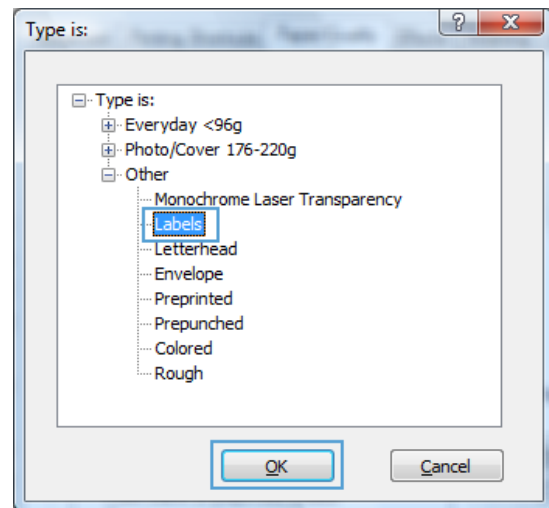 Type is:
Type is:
Everyday <96g
Photo/Cover 176-220g
Other
Monochrome Laser Transparency
Labels
Letterhead
Envelope
Preprinted
Prepunched
Colored
Rough
OK
Cancel